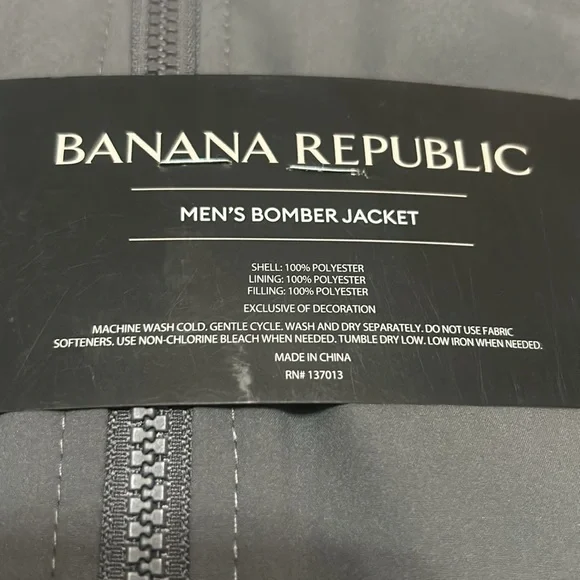 BANANA REPUBLIC
MEN'S BOMBER JACKET
SHELL: 100% POLYESTER
LINING: 100% POLYESTER
FILLING: 100% POLYESTER
EXCLUSIVE OF DECORATION
MACHINE WASH COLD. GENTLE CYCLE. WASH AND DRY SEPARATELY. DO NOT USE FABRIC
SOFTENERS. USE NON-CHLORINE BLEACH WHEN NEEDED. TUMBLE DRY LOW. LOW IRON WHEN NEEDED.
MADE IN CHINA
RN# 137013